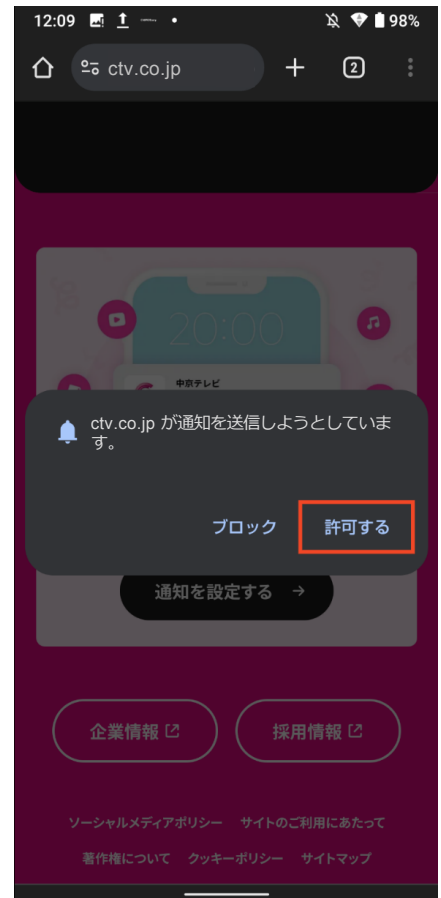 12:09
98%
ctv.co.jp
2
20:00
中京テレビ
ctv.co.jp が通知を送信しようとしていま
す。
ブロック 許可する
通知を設定する →
企業情報 採用情報
ソーシャルメディアポリシー サイトのご利用にあたって
著作権について クッキーポリシー サイトマップ